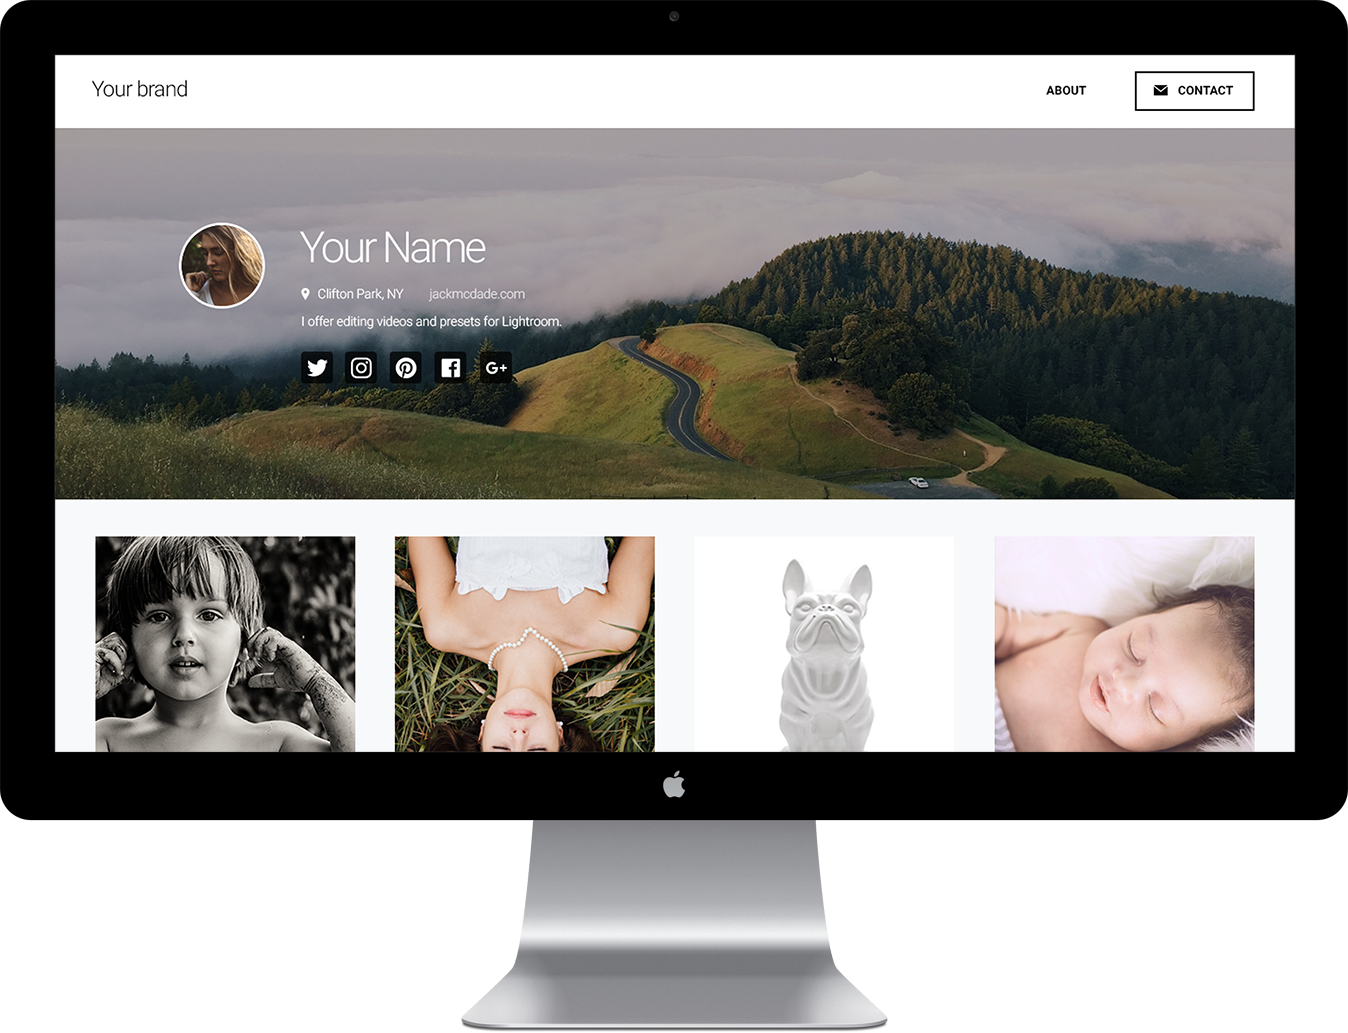 Your brand
ABOUT
CONTACT
Your Name
Clifton Park, NY
jackmcdade.com
I offer editing videos and presets for Lightroom.
G+